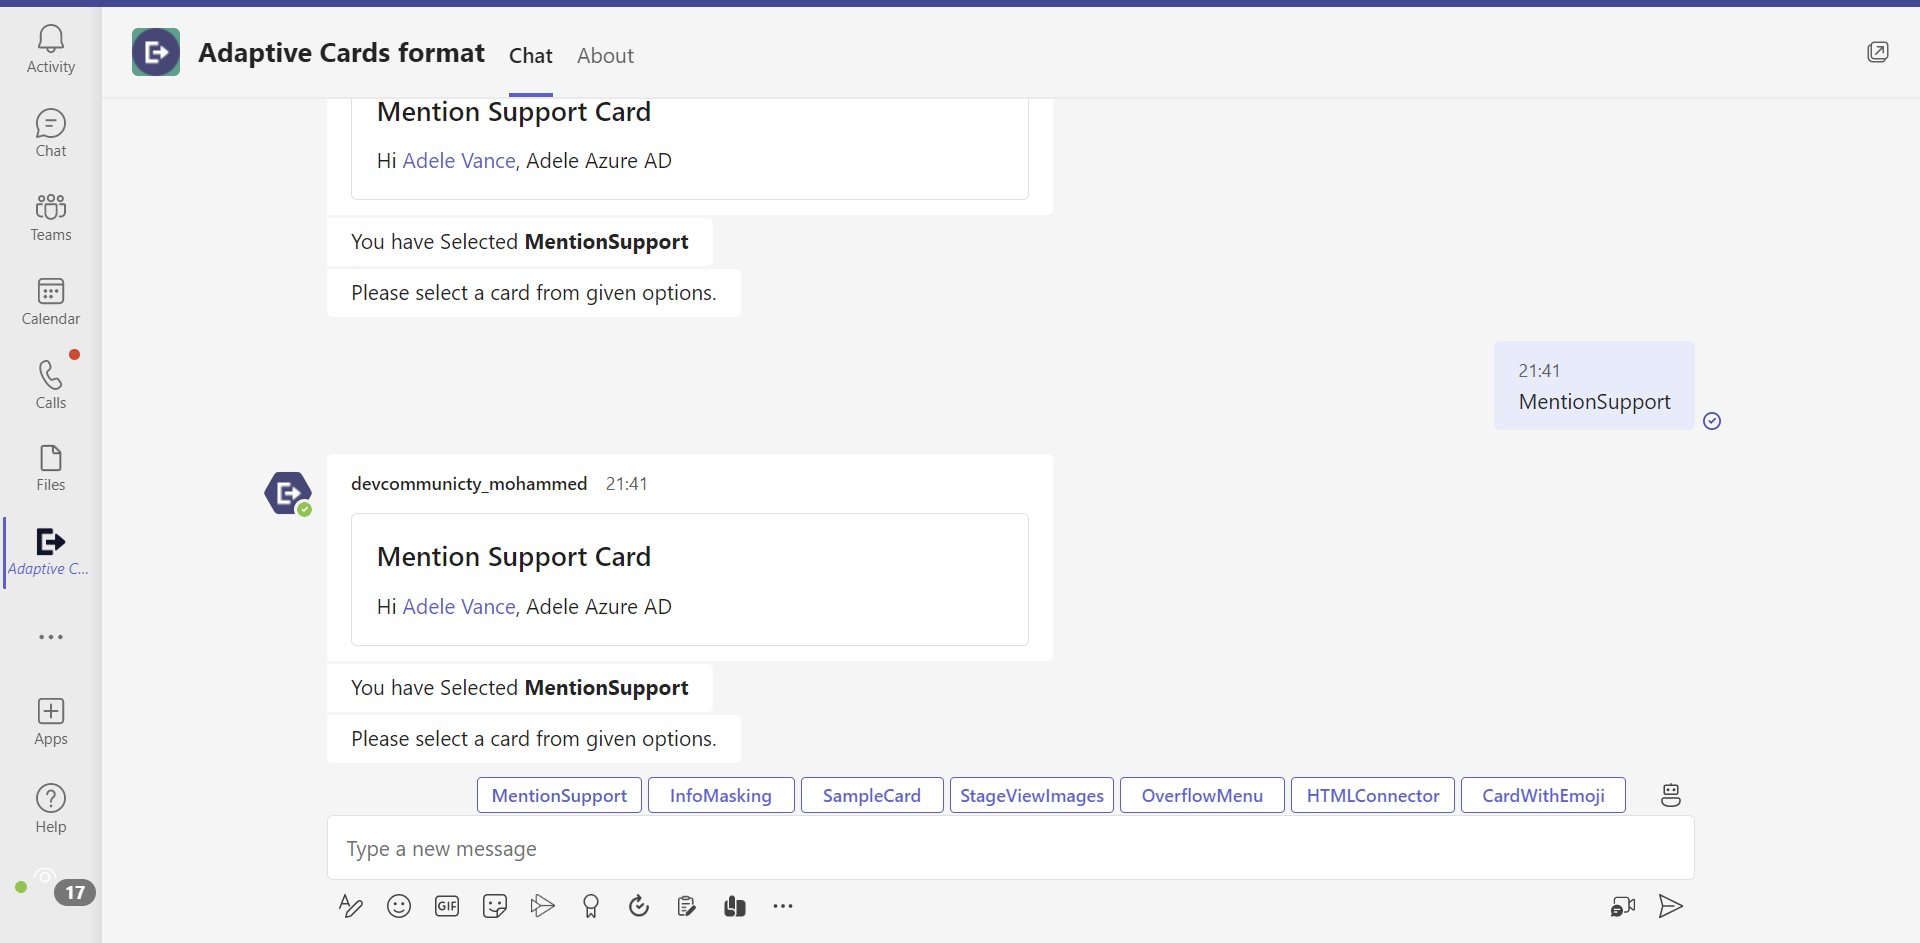 Activity
Chat
Teams
Calendar
Calls
Files
Adaptive C...
Apps
Help
17
Adaptive Cards format Chat About
Mention Support Card
Hi Adele Vance, Adele Azure AD
You have Selected MentionSupport
Please select a card from given options.
21:41
MentionSupport
devcommunicty_mohammed 21:41
Mention Support Card
Hi Adele Vance, Adele Azure AD
You have Selected MentionSupport
Please select a card from given options.
MentionSupport InfoMasking SampleCard StageViewImages OverflowMenu HTMLConnector CardWithEmoji
Type a new message
GIF